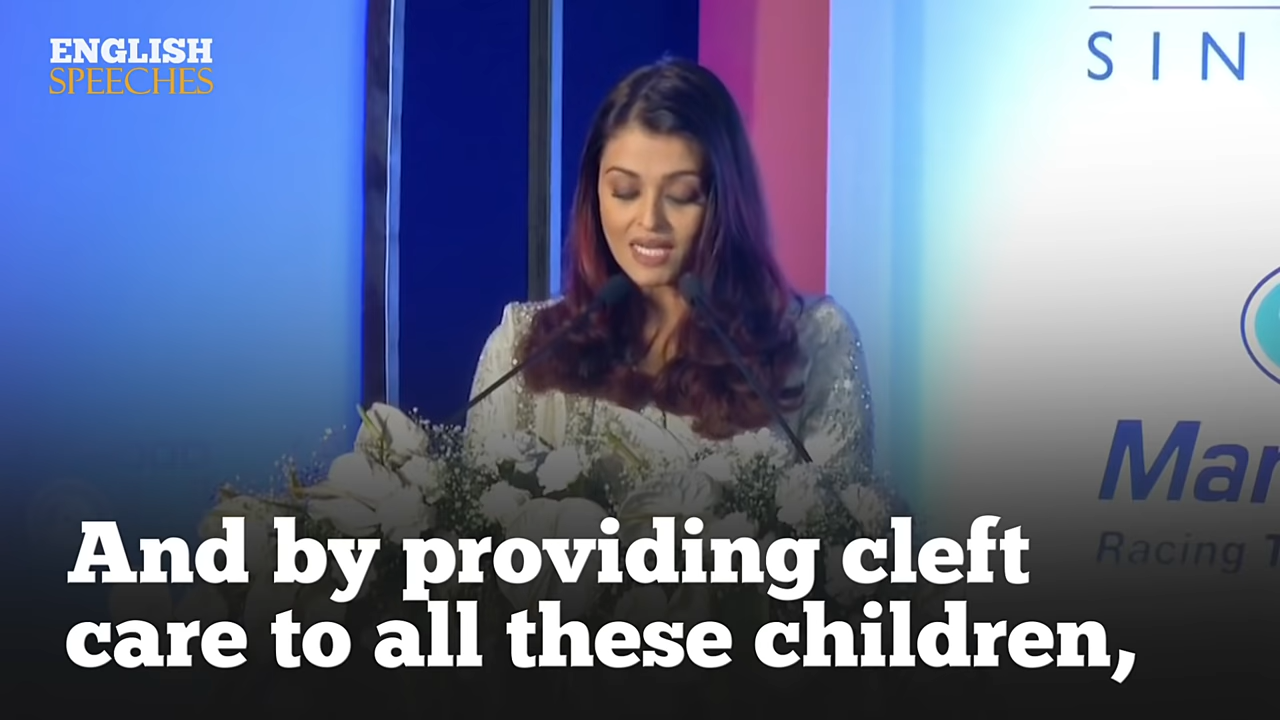 ENGLISH
SPEECHES
SIN
Mar
Racing T
And by providing cleft
care to all these children,